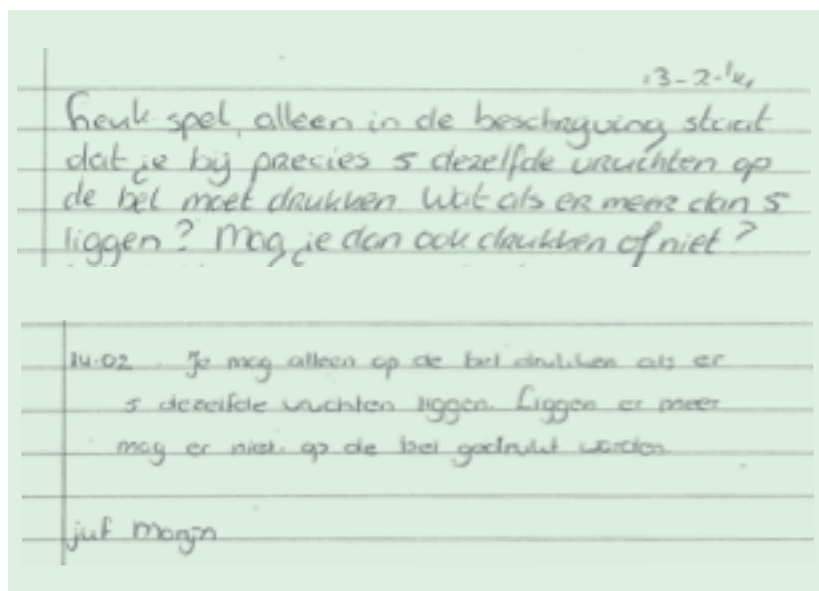 13-2-'14
Leuk spel, alleen in de beschrijving staat
dat je bij precies 5 dezelfde vruchten op
de bel moet drukken. Wat als er meer dan 5
liggen? Mag je dan ook drukken of niet?
14-02 Je mag alleen op de bel drukken als er
5 dezelfde vruchten liggen. Liggen er meer
mag er niet op de bel gedrukt worden
juf